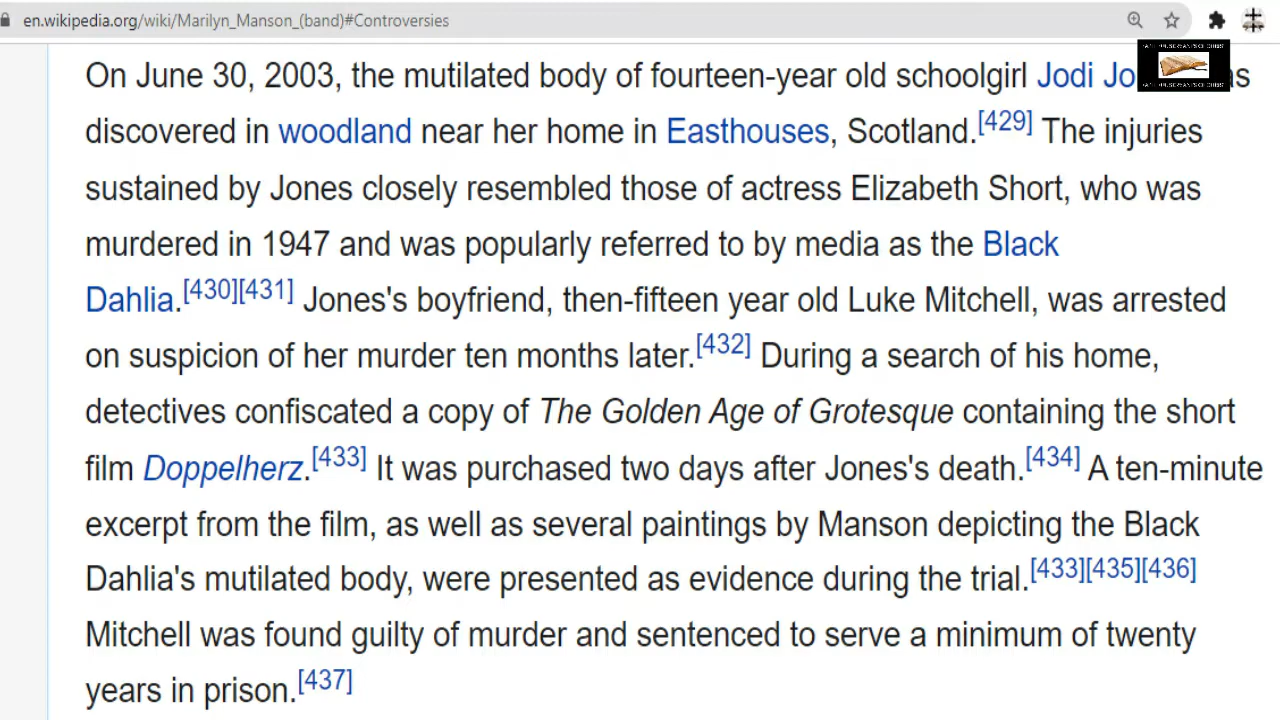 en.wikipedia.org/wiki/Marilyn_Manson_(band)#Controversies
On June 30, 2003, the mutilated body of fourteen-year old schoolgirl Jodi
discovered in woodland near her home in Easthouses, Scotland.[429] The injuries
sustained by Jones closely resembled those of actress Elizabeth Short, who was
murdered in 1947 and was popularly referred to by media as the Black
Dahlia.[430][431] Jones's boyfriend, then-fifteen year old Luke Mitchell, was arrested
on suspicion of her murder ten months later.[432] During a search of his home,
detectives confiscated a copy of The Golden Age of Grotesque containing the short
film Doppelherz.[433] It was purchased two days after Jones's death.[434] A ten-minute
excerpt from the film, as well as several paintings by Manson depicting the Black
Dahlia's mutilated body, were presented as evidence during the trial.[433][435][436]
Mitchell was found guilty of murder and sentenced to serve a minimum of twenty
years in prison.[437]